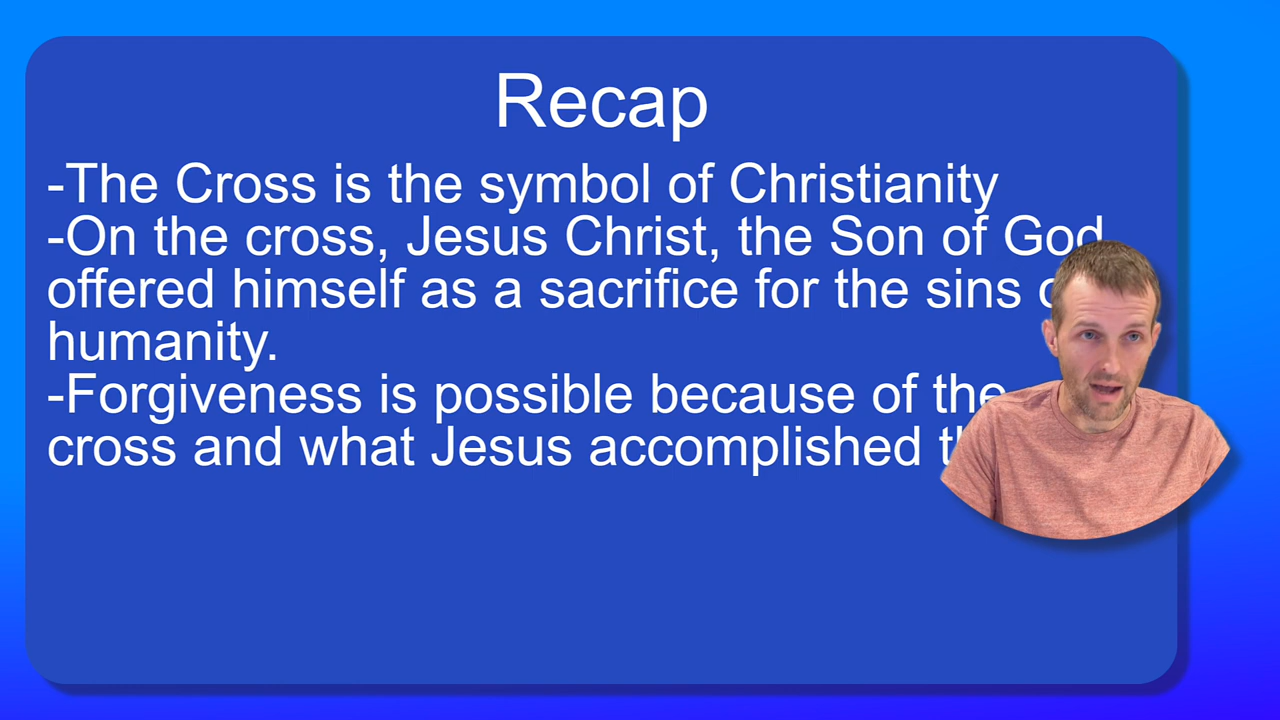 Recap
-The Cross is the symbol of Christianity
-On the cross, Jesus Christ, the Son of God
offered himself as a sacrifice for the sins
humanity.
-Forgiveness is possible because of the
cross and what Jesus accomplished